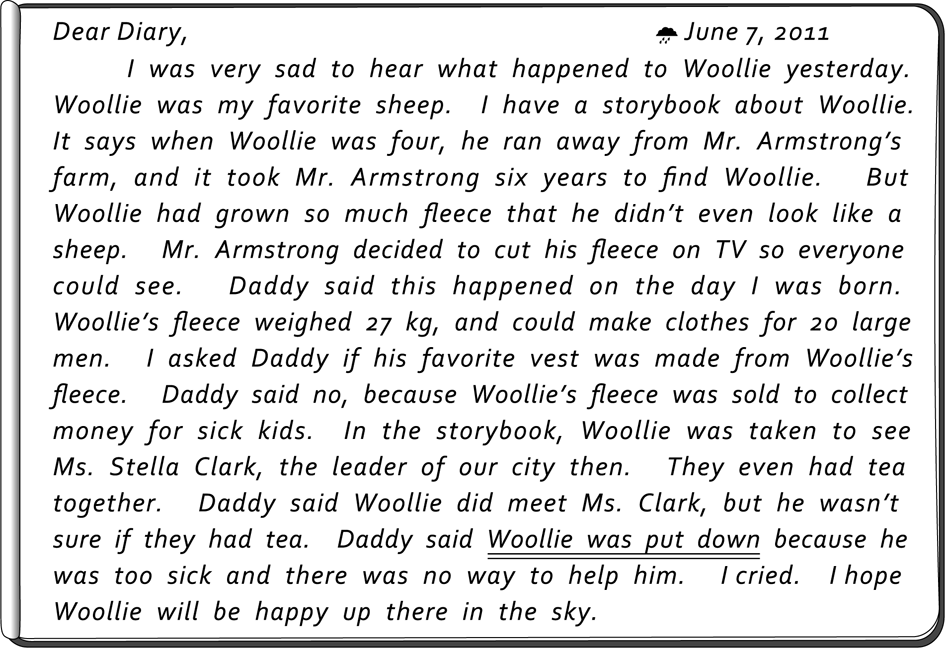 Dear Diary, June 7, 2011
I was very sad to hear what happened to Woollie yesterday.
Woollie was my favorite sheep. I have a storybook about Woollie.
It says when Woollie was four, he ran away from Mr. Armstrong’s
farm, and it took Mr. Armstrong six years to find Woollie. But
Woollie had grown so much fleece that he didn’t even look like a
sheep. Mr. Armstrong decided to cut his fleece on TV so everyone
could see. Daddy said this happened on the day I was born.
Woollie’s fleece weighed 27 kg, and could make clothes for 20 large
men. I asked Daddy if his favorite vest was made from Woollie’s
fleece. Daddy said no, because Woollie’s fleece was sold to collect
money for sick kids. In the storybook, Woollie was taken to see
Ms. Stella Clark, the leader of our city then. They even had tea
together. Daddy said Woollie did meet Ms. Clark, but he wasn’t
sure if they had tea. Daddy said Woollie was put down because he
was too sick and there was no way to help him. I cried. I hope
Woollie will be happy up there in the sky.